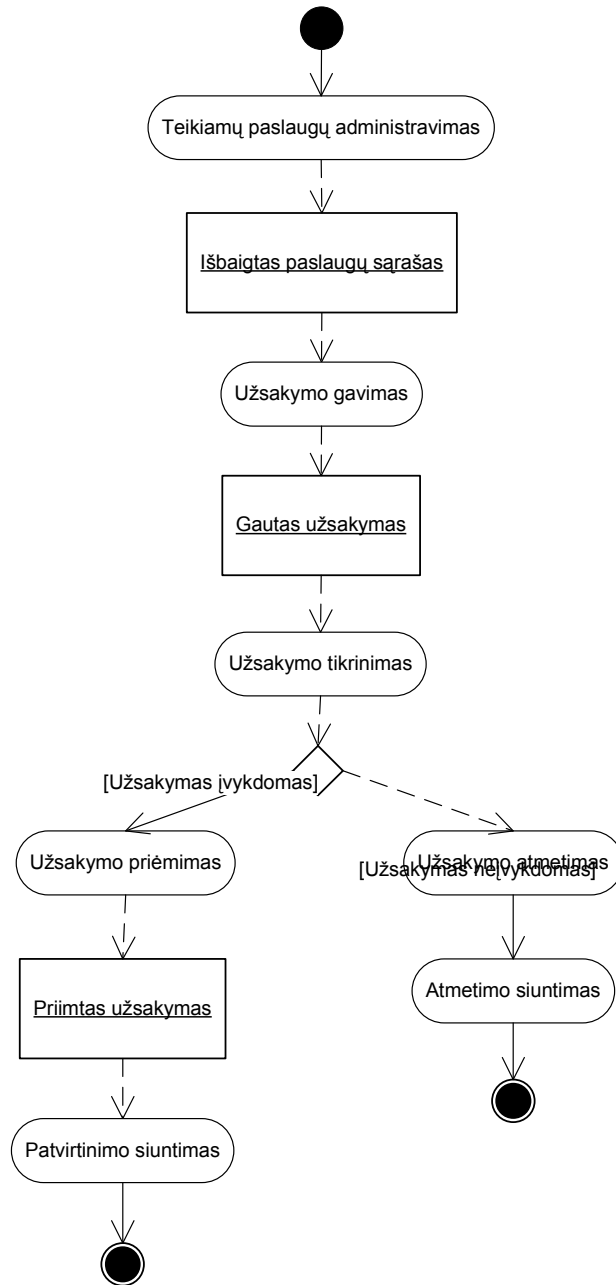 Teikiamų paslaugų administravimas
Išbaigtas paslaugų sąrašas
Užsakymo gavimas
Gautas užsakymas
Užsakymo tikrinimas
[Užsakymas įvykdomas]
Užsakymo priėmimas
Užsakymo atmetimas
[Užsakymas neįvykdomas]
Priimtas užsakymas
Atmetimo siuntimas
Patvirtinimo siuntimas